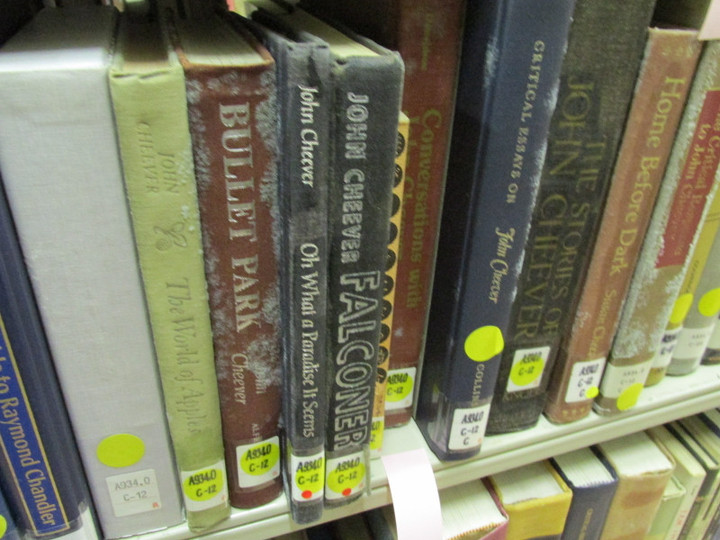 to Raymond Chandler
A934.0
C-12
JOHN
CHEEVER
The World of Apples
A934.0
C-12
BULLET PARK
Cheever
A934.0
C-12
John Cheever
Oh What a Paradise It Seems
A934.0
C-12
JOHN CHEEVER
FALCONER
A934.0
C-12
Conversations with
A934.0
C-12
CRITICAL ESSAYS ON
John Cheever
A934.0
C-12
C
THE STORIES OF
JOHN CHEEVER
A934.0
C-12
Home Before Dark
A934.0
C-12
to John